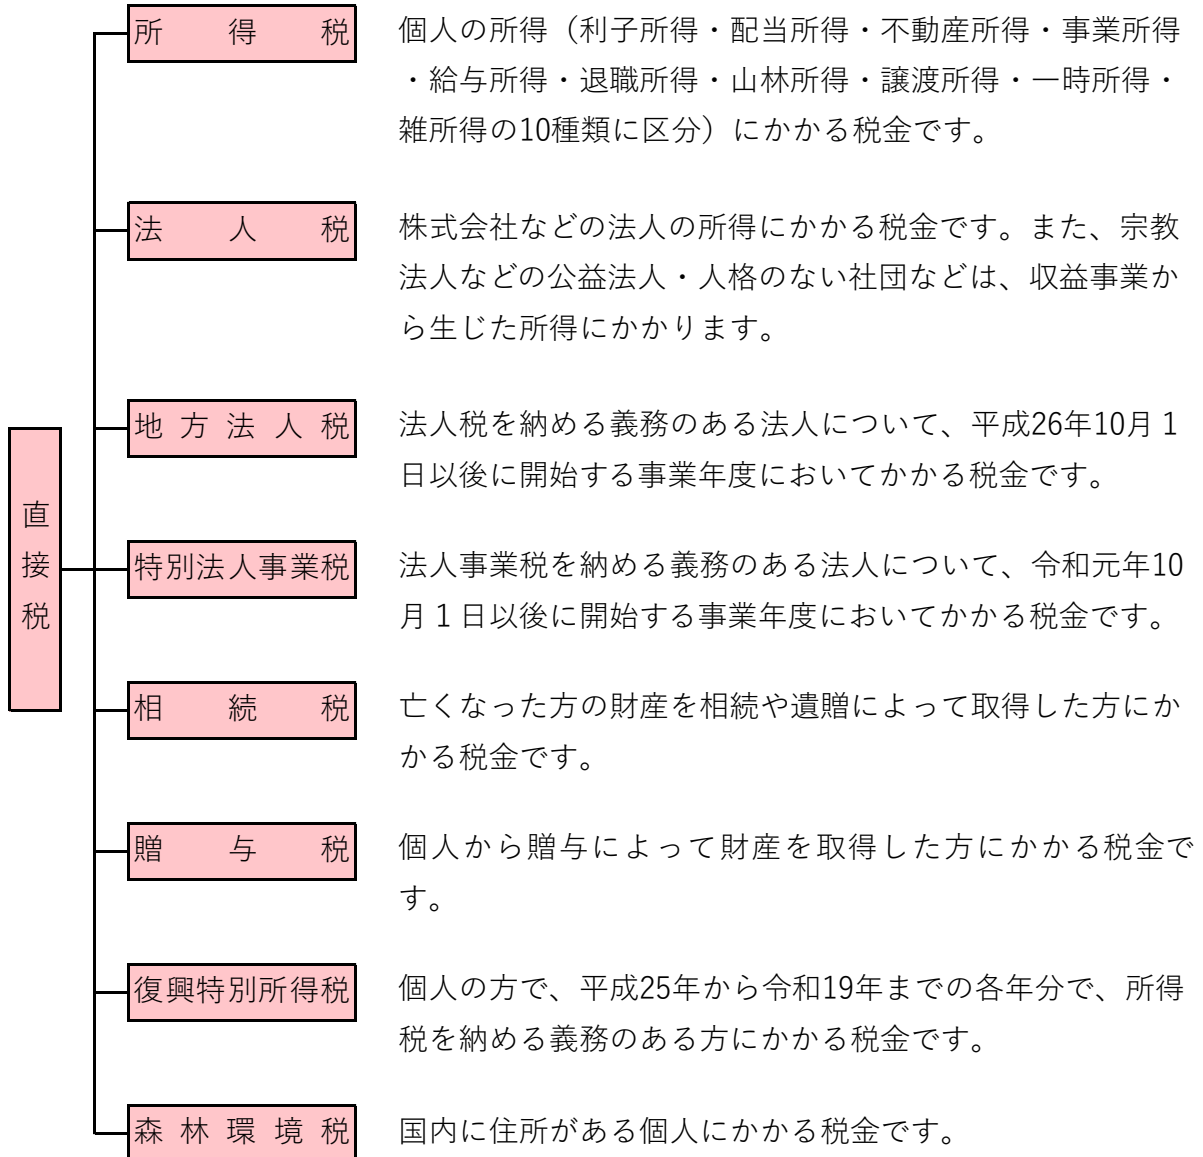 直接税
所得税
個人の所得（利子所得・配当所得・不動産所得・事業所得
・給与所得・退職所得・山林所得・譲渡所得・一時所得・
雑所得の10種類に区分）にかかる税金です。
法人税
株式会社などの法人の所得にかかる税金です。また、宗教
法人などの公益法人・人格のない社団などは、収益事業か
ら生じた所得にかかります。
地方法人税
法人税を納める義務のある法人について、平成26年10月１
日以後に開始する事業年度においてかかる税金です。
特別法人事業税
法人事業税を納める義務のある法人について、令和元年10
月１日以後に開始する事業年度においてかかる税金です。
相続税
亡くなった方の財産を相続や遺贈によって取得した方にか
かる税金です。
贈与税
個人から贈与によって財産を取得した方にかかる税金で
す。
復興特別所得税
個人の方で、平成25年から令和19年までの各年分で、所得
税を納める義務のある方にかかる税金です。
森林環境税
国内に住所がある個人にかかる税金です。